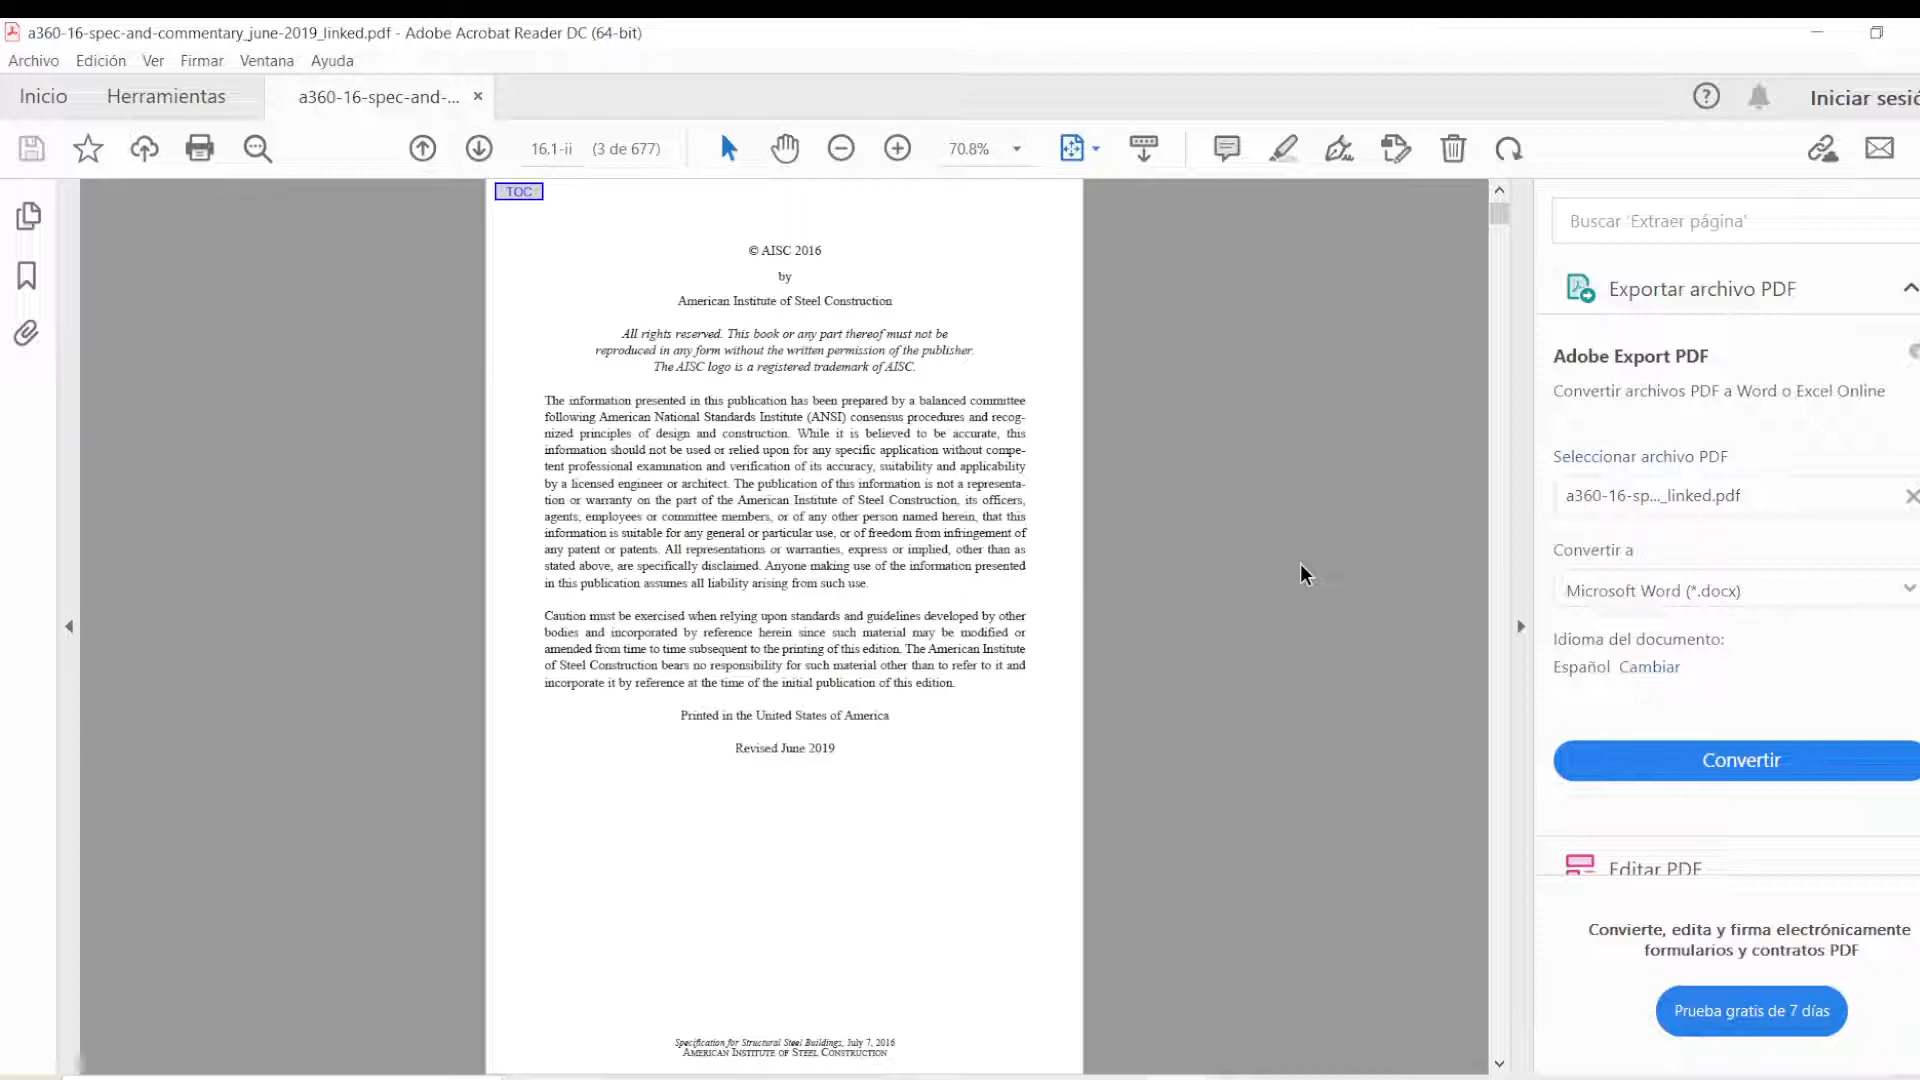 a360-16-spec-and-commentary_june-2019_linked.pdf - Adobe Acrobat Reader DC (64-bit)
Archivo Edición Ver Firmar Ventana Ayuda
Inicio Herramientas a360-16-spec-and-... × Iniciar sesió
16.1-ii (3 de 677) 70.8%
TOC
© AISC 2016
by
American Institute of Steel Construction
All rights reserved. This book or any part thereof must not be
reproduced in any form without the written permission of the publisher.
The AISC logo is a registered trademark of AISC.
The information presented in this publication has been prepared by a balanced committee
following American National Standards Institute (ANSI) consensus procedures and recog-
nized principles of design and construction. While it is believed to be accurate, this
information should not be used or relied upon for any specific application without compe-
tent professional examination and verification of its accuracy, suitability and applicability
by a licensed engineer or architect. The publication of this information is not a representa-
tion or warranty on the part of the American Institute of Steel Construction, its officers,
agents, employees or committee members, or of any other person named herein, that this
information is suitable for any general or particular use, or of freedom from infringement of
any patent or patents. All representations or warranties, express or implied, other than as
stated above, are specifically disclaimed. Anyone making use of the information presented
in this publication assumes all liability arising from such use.
Caution must be exercised when relying upon standards and guidelines developed by other
bodies and incorporated by reference herein since such material may be modified or
amended from time to time subsequent to the printing of this edition. The American Institute
of Steel Construction bears no responsibility for such material other than to refer to it and
incorporate it by reference at the time of the initial publication of this edition.
Printed in the United States of America
Revised June 2019
Specification for Structural Steel Buildings, July 7, 2016
AMERICAN INSTITUTE OF STEEL CONSTRUCTION
Buscar 'Extraer página'
Exportar archivo PDF
Adobe Export PDF
Convertir archivos PDF a Word o Excel Online
Seleccionar archivo PDF
a360-16-sp..._linked.pdf
Convertir a
Microsoft Word (*.docx)
Idioma del documento:
Español Cambiar
Convertir
Editar PDF
Convierte, edita y firma electrónicamente
formularios y contratos PDF
Prueba gratis de 7 días